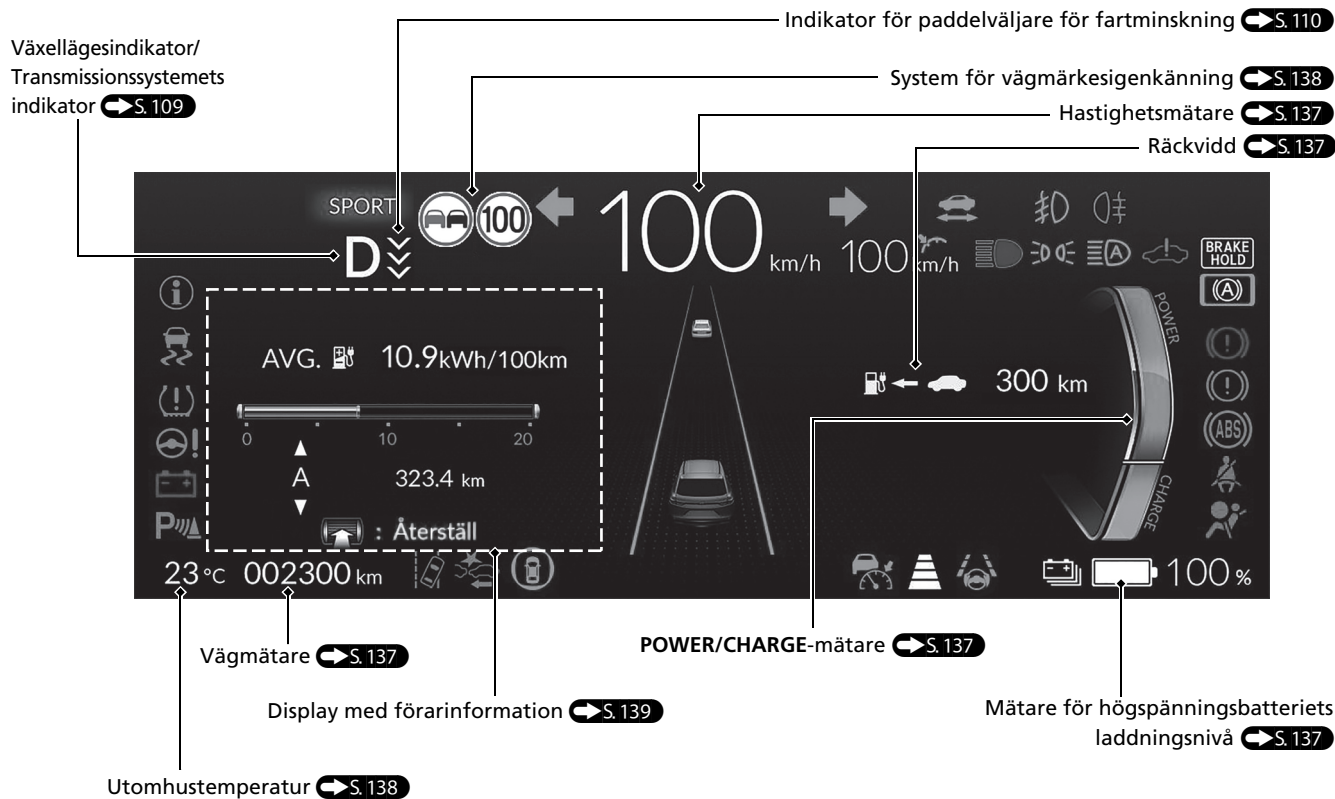 Indikator för paddelväljare för fartminskning S. 110
Växellägesindikator/
Transmissionssystemets
indikator S. 109
System för vägmärkesigenkänning S. 138
Hastighetsmätare S. 137
Räckvidd S. 137
SPORT
100
100 km/h
100 km/h
D
A
BRAKE
HOLD
(A)
POWER
AVG. 10.9kWh/100km
300 km
0 10 20
ABS
A 323.4 km
CHARGE
: Återställ
P
23 °C 002300 km
100 %
Vägmätare S. 137
POWER/CHARGE-mätare S. 137
Display med förarinformation S. 139
Mätare för högspänningsbatteriets
laddningsnivå S. 137
Utomhustemperatur S. 138